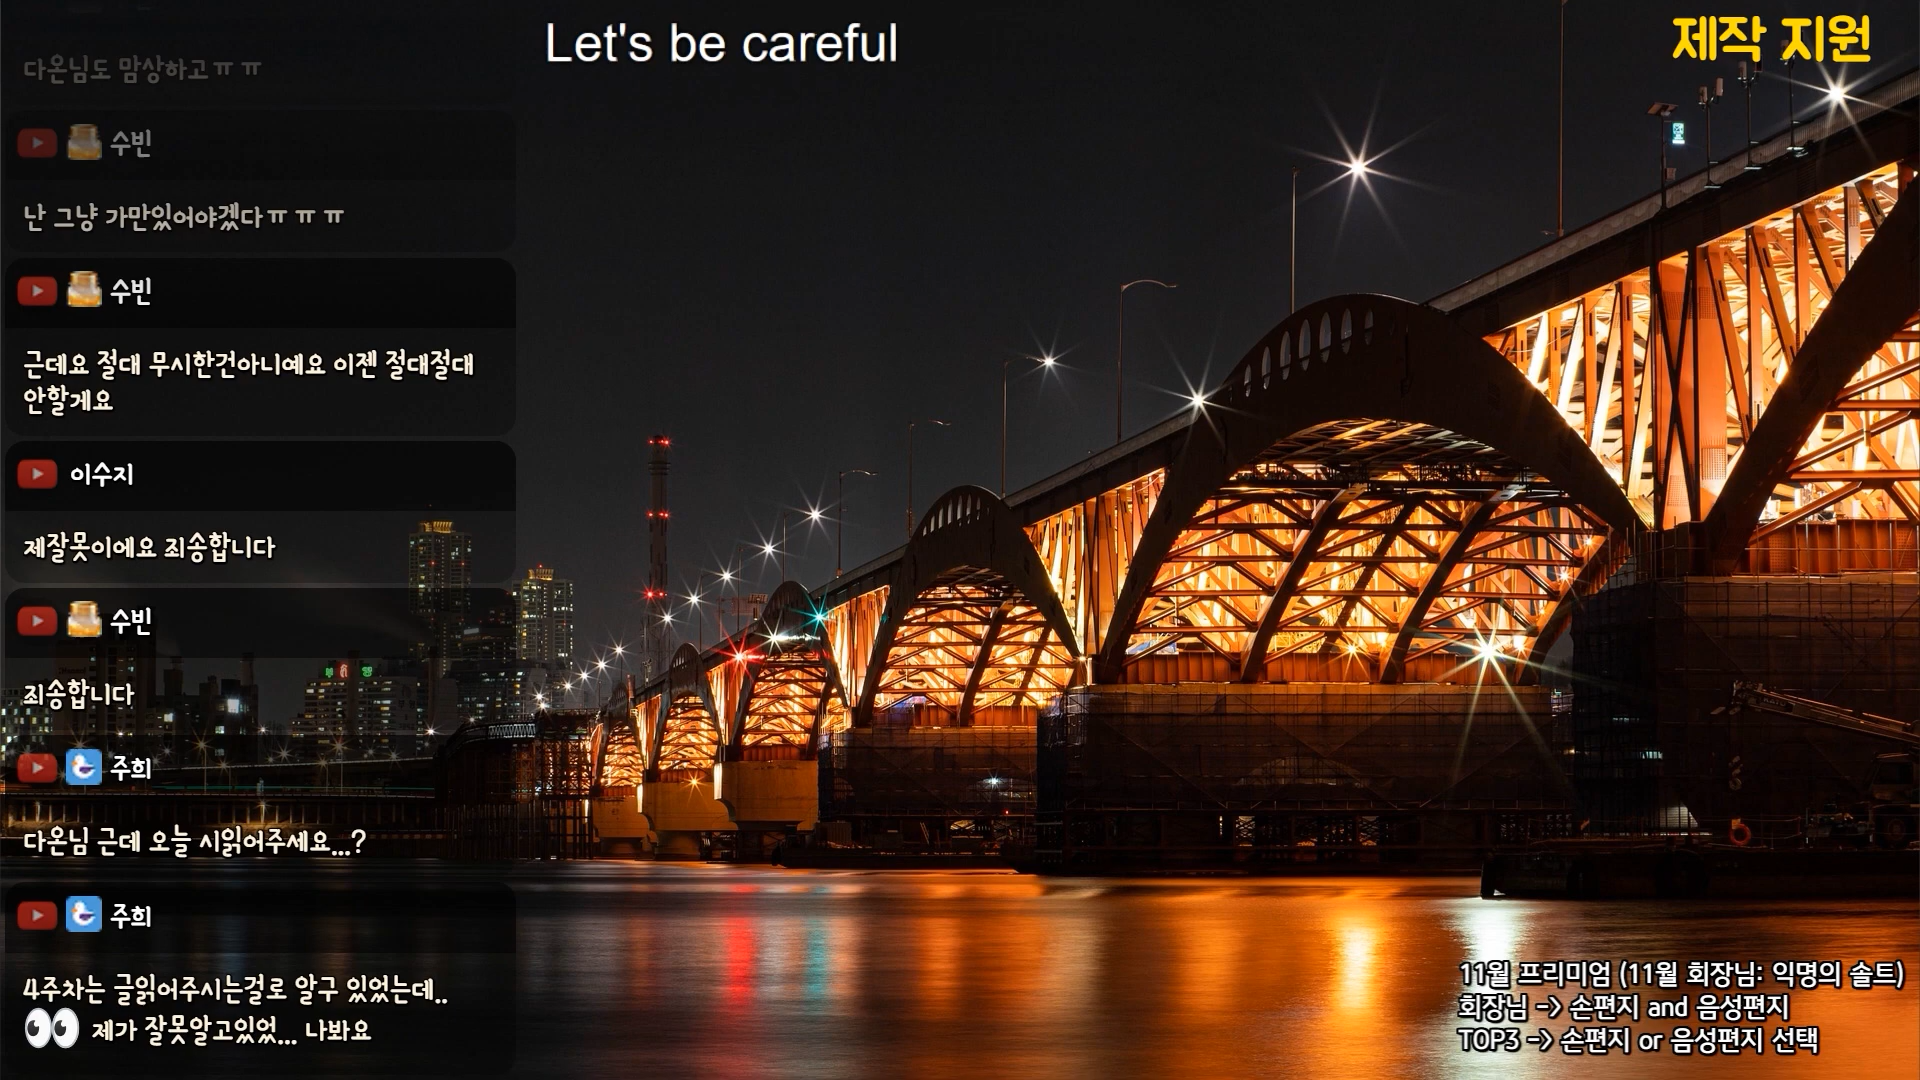 다온님도 맘상하고ㅠㅠ
수빈
난 그냥 가만있어야겠다ㅠㅠㅠ
수빈
근데요 절대 무시한건아니예요 이젠 절대절대
안할게요
이수지
제잘못이에요 죄송합니다
수빈
죄송합니다
주희
다온님 근데 오늘 시읽어주세요...?
주희
4주차는 글읽어주시는걸로 알구 있었는데..
👀 제가 잘못알고있었... 나봐요
Let's be careful
제작 지원
11월 프리미엄 (11월 회장님: 익명의 솔트)
회장님 -> 손편지 and 음성편지
TOP3 -> 손편지 or 음성편지 선택